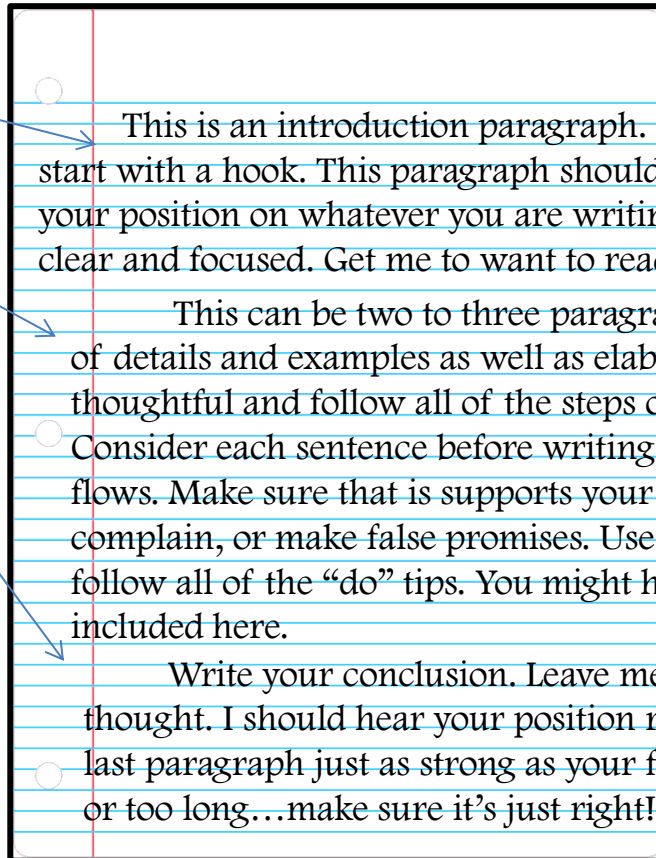 This is an introduction paragraph.
start with a hook. This paragraph should
your position on whatever you are
clear and focused. Get me to want to
This can be two to three
of details and examples as well as
thoughtful and follow all of the steps
Consider each sentence before writing
flows. Make sure that is supports your
complain, or make false promises. Use
follow all of the “do” tips. You might
included here.
Write your conclusion. Leave
thought. I should hear your position
last paragraph just as strong as your
or too long…make sure it’s just right!